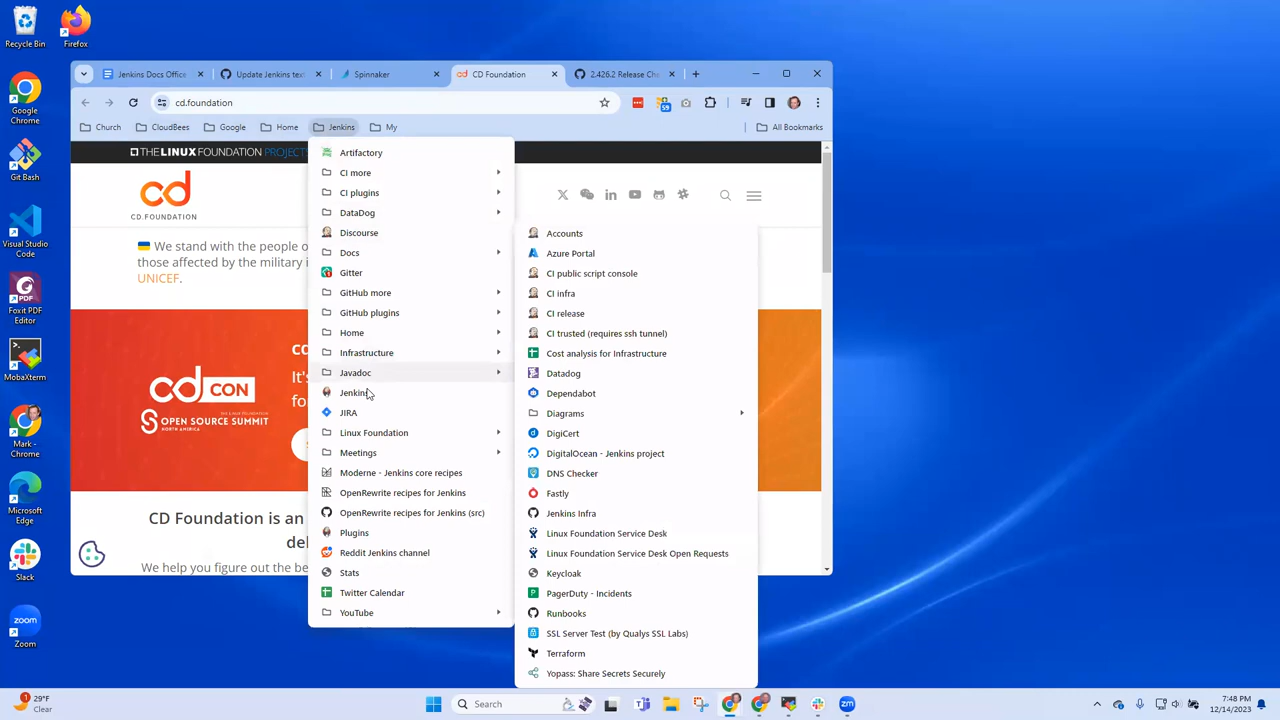 Recycle Bin
Firefox
Google Chrome
Git Bash
Visual Studio Code
Foxit PDF Editor
MobaXterm
Mark - Chrome
Microsoft Edge
Slack
Zoom
Jenkins Docs Office
Update Jenkins text
Spinnaker
CD Foundation
2.426.2 Release Che
cd.foundation
59
Church
CloudBees
Google
Home
Jenkins
My
All Bookmarks
THE LINUX FOUNDATION PROJECTS
CD.FOUNDATION
We stand with the people o
those affected by the military i
UNICEF.
cd
CON
OPEN SOURCE SUMMIT
NORTH AMERICA
It's
fo
CD Foundation is an
del
We help you figure out the be
Artifactory
CI more
CI plugins
DataDog
Discourse
Docs
Gitter
GitHub more
GitHub plugins
Home
Infrastructure
Javadoc
Jenkins
JIRA
Linux Foundation
Meetings
Moderne - Jenkins core recipes
OpenRewrite recipes for Jenkins
OpenRewrite recipes for Jenkins (src)
Plugins
Reddit Jenkins channel
Stats
Twitter Calendar
YouTube
Accounts
Azure Portal
CI public script console
CI infra
CI release
CI trusted (requires ssh tunnel)
Cost analysis for Infrastructure
Datadog
Dependabot
Diagrams
DigiCert
DigitalOcean - Jenkins project
DNS Checker
Fastly
Jenkins Infra
Linux Foundation Service Desk
Linux Foundation Service Desk Open Requests
Keycloak
PagerDuty - Incidents
Runbooks
SSL Server Test (by Qualys SSL Labs)
Terraform
Yopass: Share Secrets Securely
1
29°F
Clear
Search
7:48 PM
12/14/2023